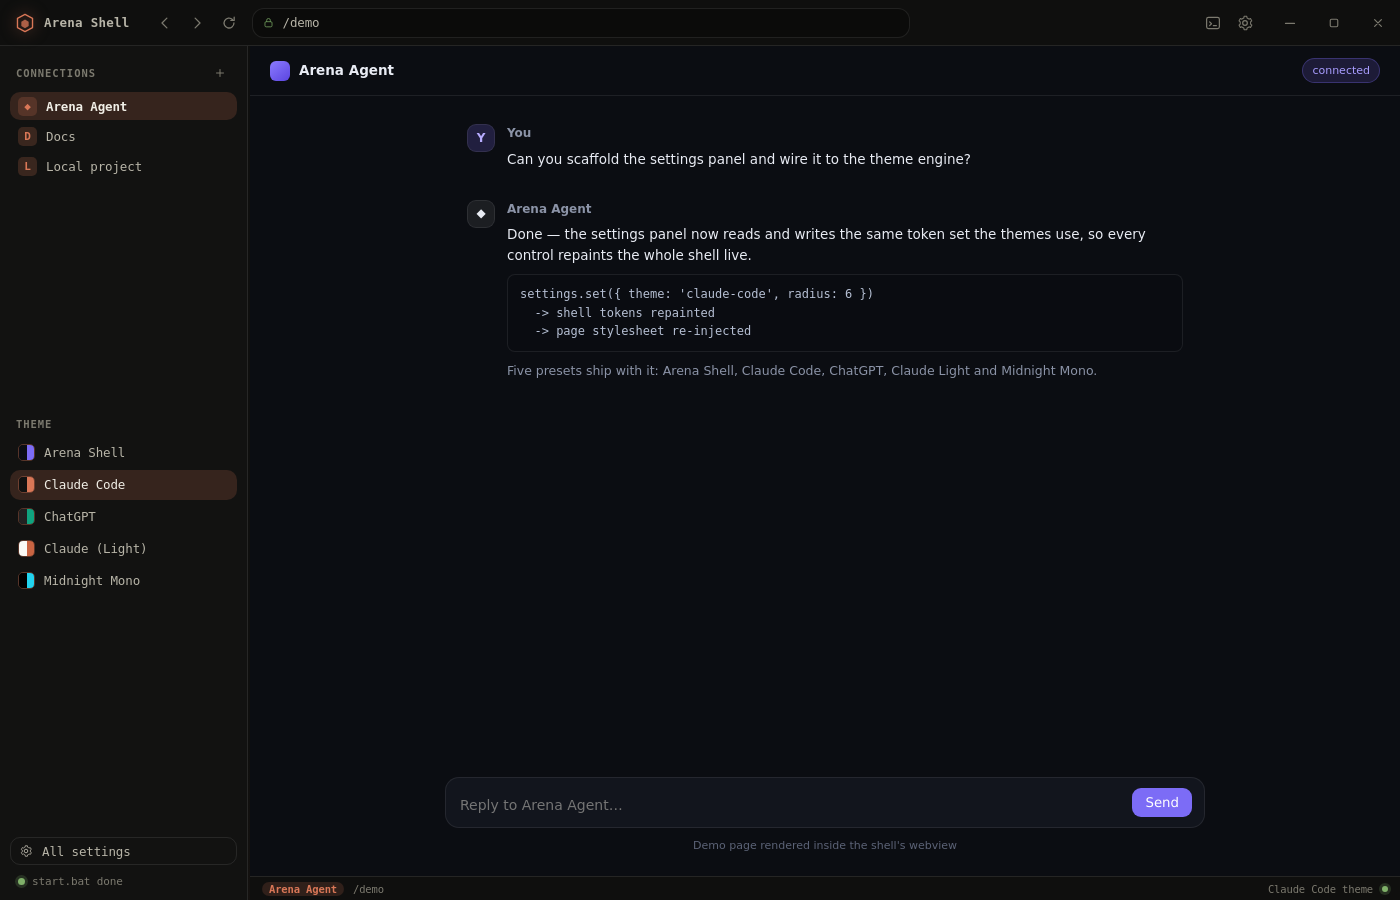 Arena Shell
/demo
CONNECTIONS
Arena Agent
D Docs
L Local project
THEME
Arena Shell
Claude Code
ChatGPT
Claude (Light)
Midnight Mono
All settings
start.bat done
Arena Agent
connected
Y You
Can you scaffold the settings panel and wire it to the theme engine?
Arena Agent
Done — the settings panel now reads and writes the same token set the themes use, so every
control repaints the whole shell live.
settings.set({ theme: 'claude-code', radius: 6 })
-> shell tokens repainted
-> page stylesheet re-injected
Five presets ship with it: Arena Shell, Claude Code, ChatGPT, Claude Light and Midnight Mono.
Reply to Arena Agent...
Send
Demo page rendered inside the shell's webview
Arena Agent /demo
Claude Code theme